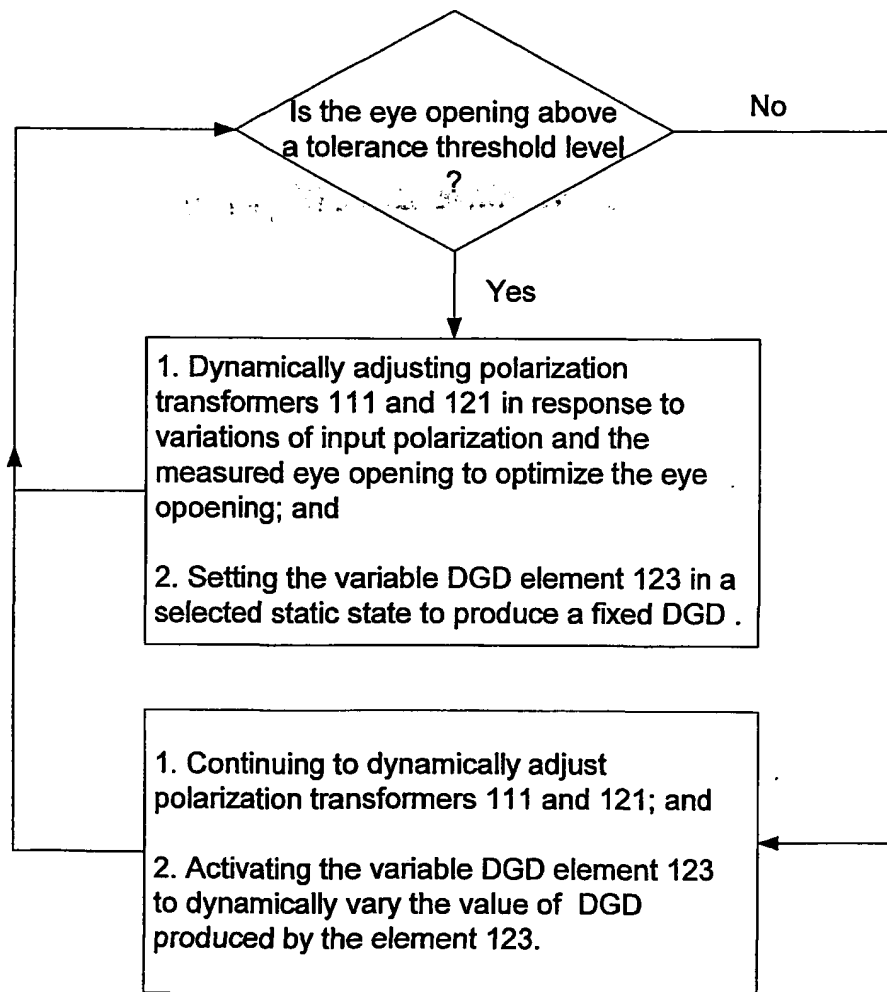 Is the eye opening above
a tolerance threshold level
?
No
Yes
1. Dynamically adjusting polarization
transformers 111 and 121 in response to
variations of input polarization and the
measured eye opening to optimize the eye
opoening; and
2. Setting the variable DGD element 123 in a
selected static state to produce a fixed DGD .
1. Continuing to dynamically adjust
polarization transformers 111 and 121; and
2. Activating the variable DGD element 123
to dynamically vary the value of DGD
produced by the element 123.